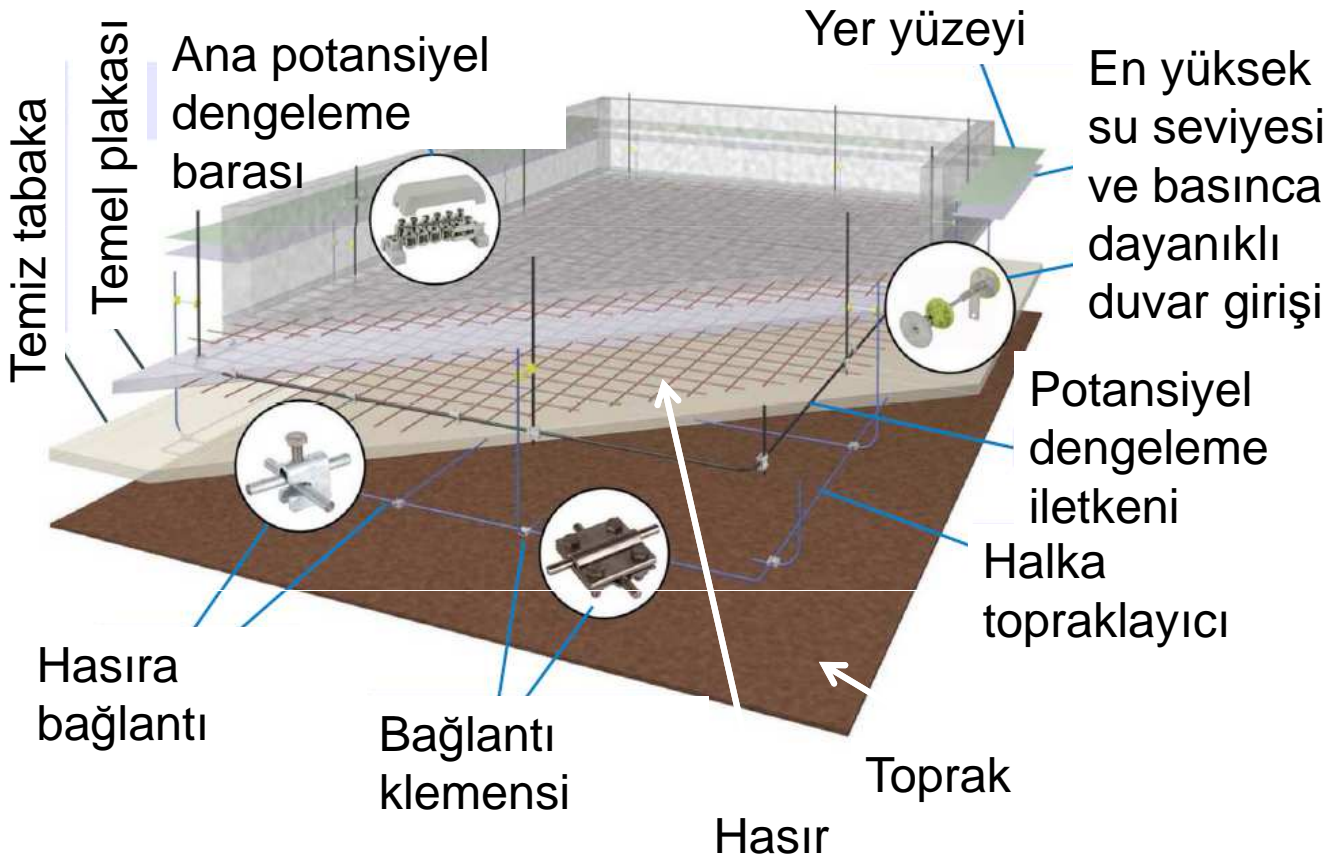 Temiz tabaka
Temel plakası
Ana potansiyel
dengeleme
barası
Yer yüzeyi
En yüksek
su seviyesi
ve basınca
dayanıklı
duvar girişi
Potansiyel
dengeleme
iletkeni
Halka
topraklayıcı
Hasıra
bağlantı
Bağlantı
klemensi
Toprak
Hasır